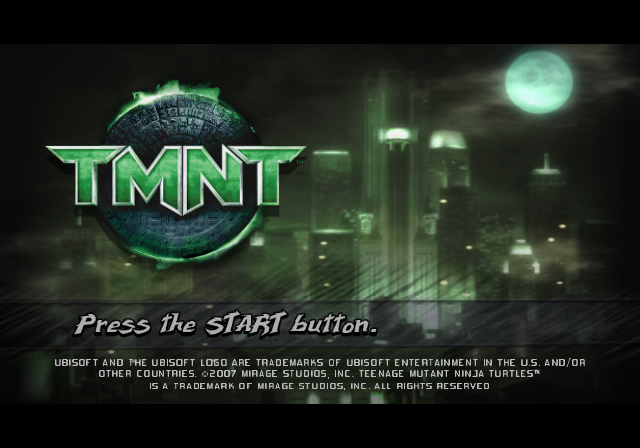 TMNT™
Press the START button.
UBISOFT AND THE UBISOFT LOGO ARE TRADEMARKS OF UBISOFT ENTERTAINMENT IN THE U.S. AND/OR
OTHER COUNTRIES. ©2007 MIRAGE STUDIOS, INC. TEENAGE MUTANT NINJA TURTLES™
IS A TRADEMARK OF MIRAGE STUDIOS, INC. ALL RIGHTS RESERVED